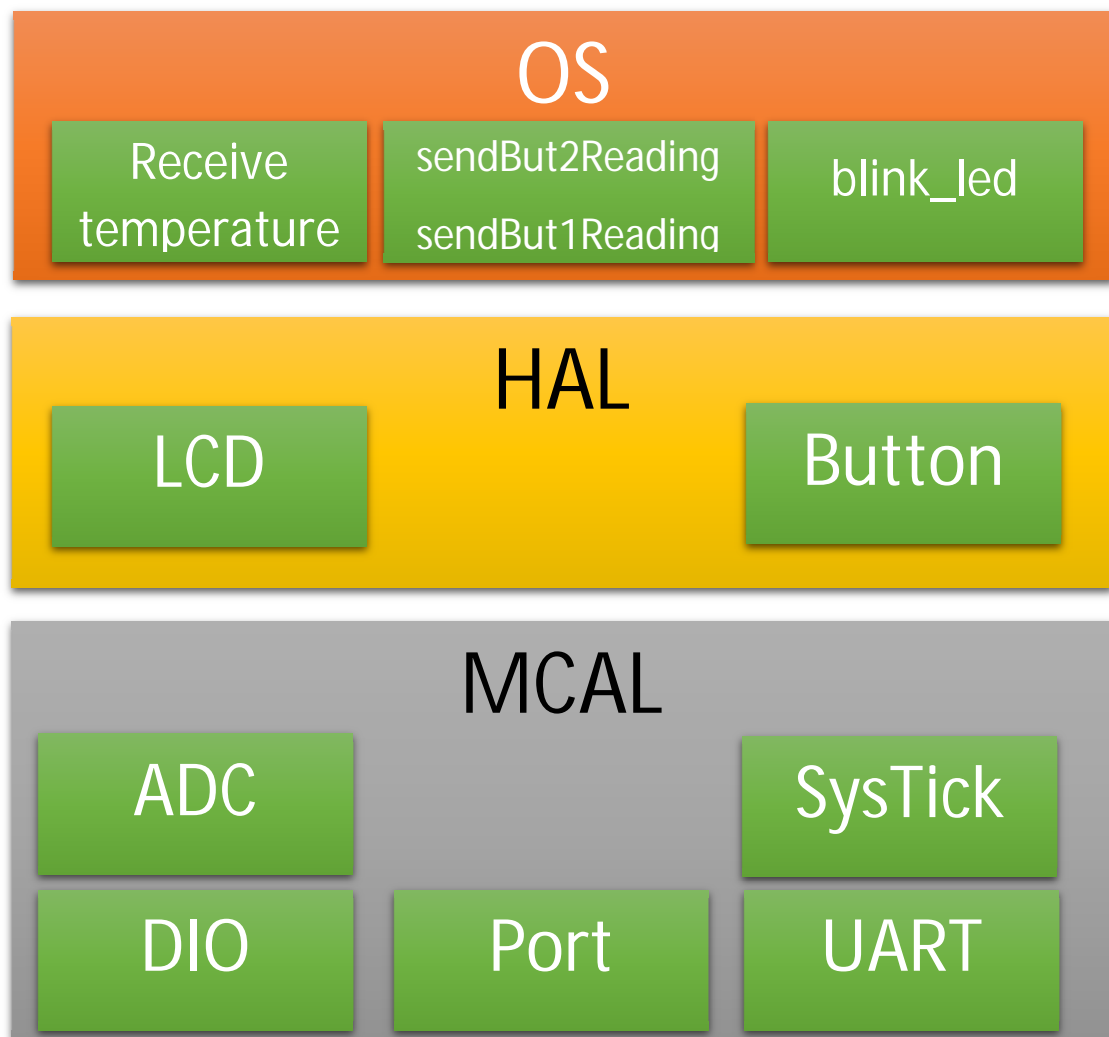 OS
Receive
temperature
sendBut2Reading
sendBut1Reading
blink_led
HAL
LCD
Button
MCAL
ADC
SysTick
DIO
Port
UART